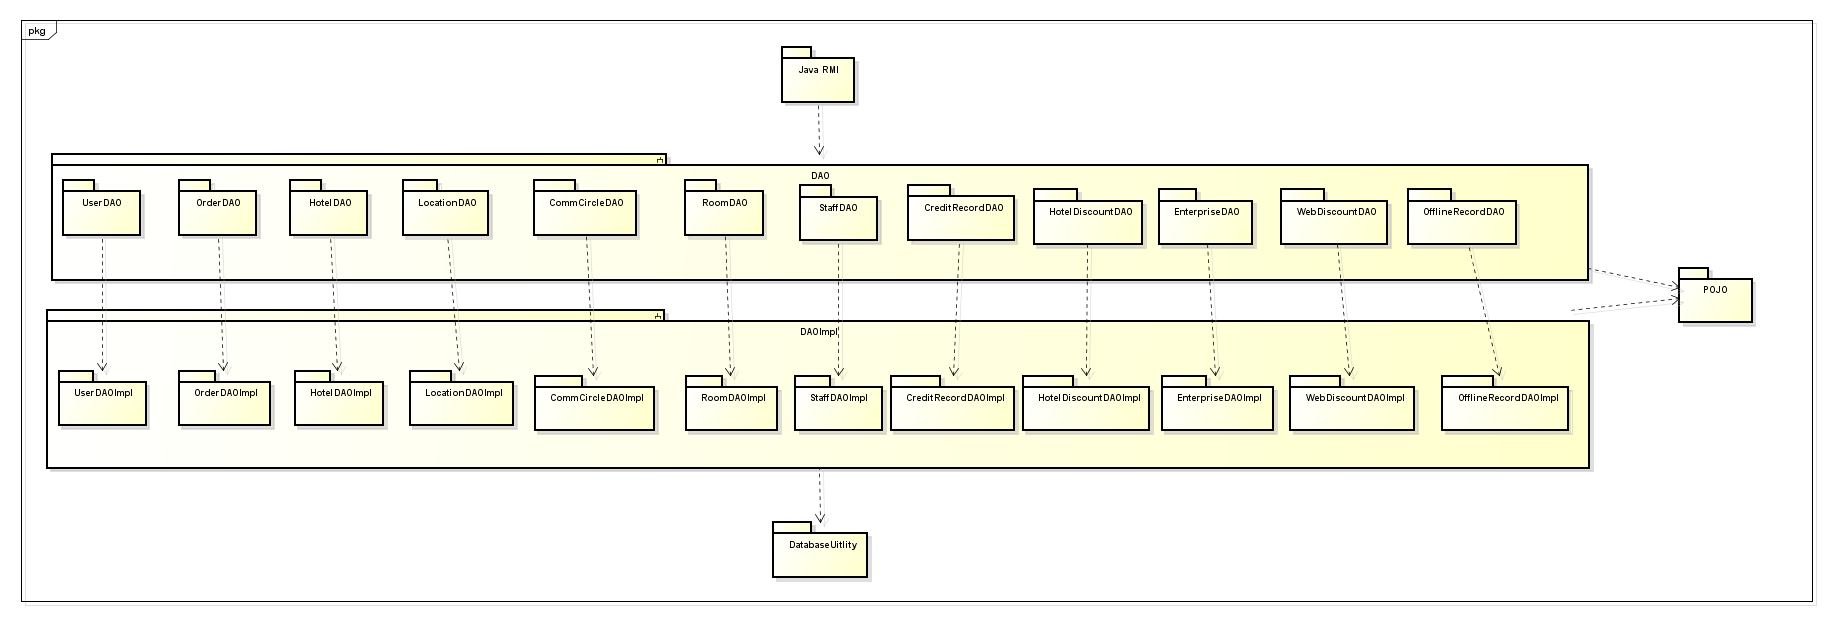 pkg
Java RMI
DAO
UserDAO
OrderDAO
HotelDAO
LocationDAO
CommCircleDAO
RoomDAO
StaffDAO
CreditRecordDAO
HotelDiscountDAO
EnterpriseDAO
WebDiscountDAO
OfflineRecordDAO
POJO
DAOImpl
UserDAOImpl
OrderDAOImpl
HotelDAOImpl
LocationDAOImpl
CommCircleDAOImpl
RoomDAOImpl
StaffDAOImpl
CreditRecordDAOImpl
HotelDiscountDAOImpl
EnterpriseDAOImpl
WebDiscountDAOImpl
OfflineRecordDAOImpl
DatabaseUitlity